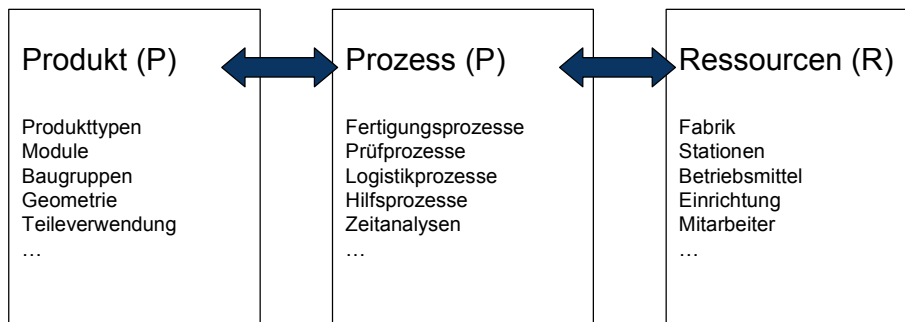 Produkt (P)
Produkttypen
Module
Baugruppen
Geometrie
Teileverwendung
…
Prozess (P)
Fertigungsprozesse
Prüfprozesse
Logistikprozesse
Hilfsprozesse
Zeitanalysen
…
Ressourcen (R)
Fabrik
Stationen
Betriebsmittel
Einrichtung
Mitarbeiter
…